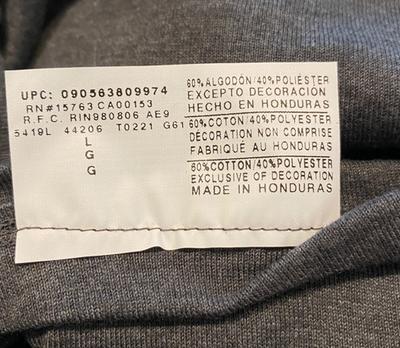 UPC: 090563809974
RN#15763 CA00153
R.F.C. RIN980806 AE9
5419L 44206 T0221 G61
L
G
G
60%ALGODÓN/40%POLIÉSTER
EXCEPTO DECORACIÓN
HECHO EN HONDURAS
60%COTON/40%POLYESTER
DÉCORATION NON COMPRISE
FABRIQUÉ AU HONDURAS
60%COTTON/40%POLYESTER
EXCLUSIVE OF DECORATION
MADE IN HONDURAS